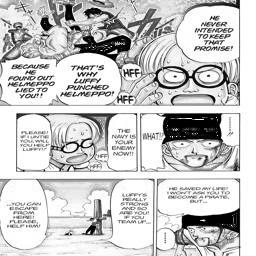 HE
NEVER
INTENDED
TO KEEP
THAT
PROMISE!
THAT'S
WHY
LUFFY
PUNCHED
HELMEPPO!
BECAUSE
HE
FOUND OUT
HELMEPPO
LIED TO
YOU!!
HFF
HFF
WHAT?!
THE
NAVY IS
YOUR
ENEMY
NOW!!
PLEASE!
IF I UNTIE
YOU, WILL
YOU HELP
LUFFY!?
HFF
HFF
HE SAVED MY LIFE!
I WON'T ASK YOU TO
BECOME A PIRATE,
BUT...
LUFFY'S
REALLY
STRONG
AND SO
ARE YOU!
IF YOU
TEAM UP...
...YOU CAN
ESCAPE
FROM
HERE!
PLEASE,
HELP HIM!